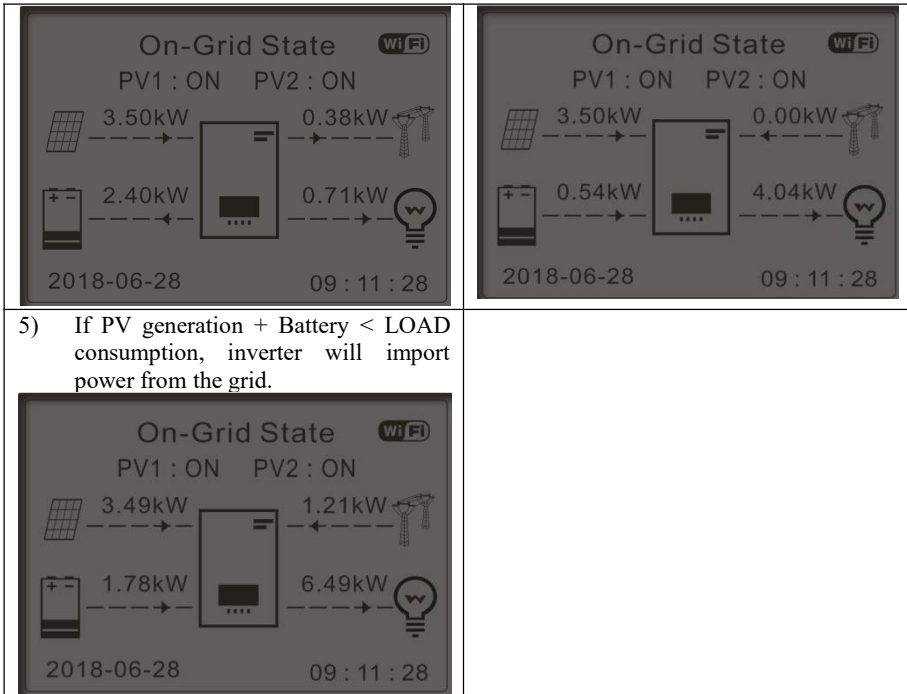 On-Grid State WiFi
PV1 : ON PV2 : ON
3.50kW 0.38kW
2.40kW 0.71kW
2018-06-28 09 : 11 : 28
On-Grid State WiFi
PV1 : ON PV2 : ON
3.50kW 0.00kW
0.54kW 4.04kW
2018-06-28 09 : 11 : 28
5) If PV generation + Battery < LOAD
consumption, inverter will import
power from the grid.
On-Grid State WiFi
PV1 : ON PV2 : ON
3.49kW 1.21kW
1.78kW 6.49kW
2018-06-28 09 : 11 : 28